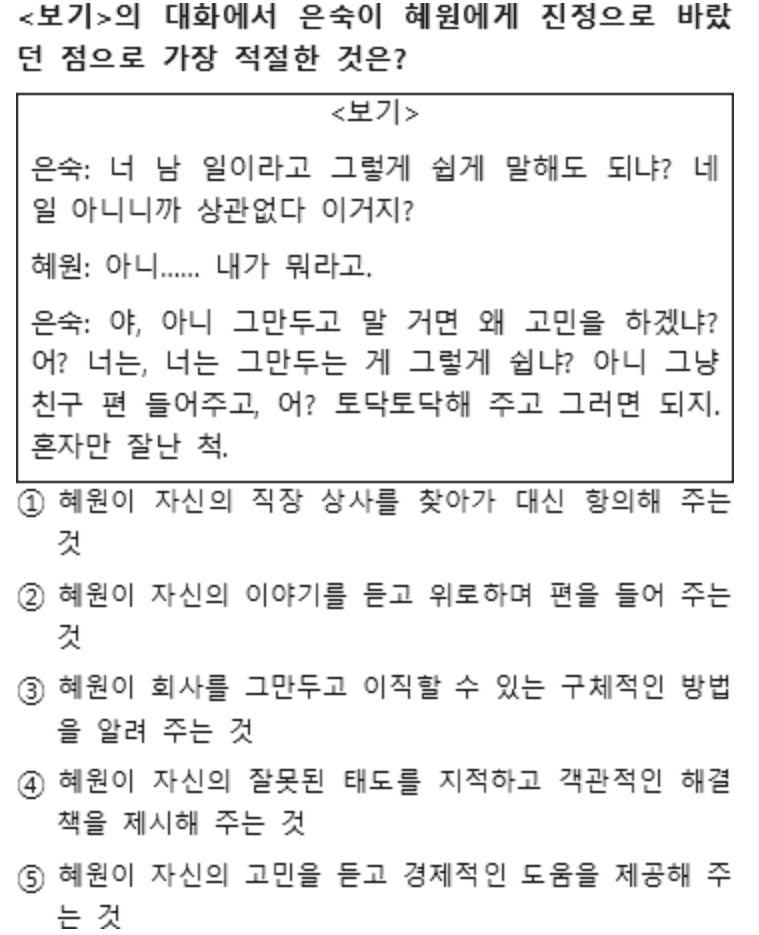 <보기>의 대화에서 은숙이 혜원에게 진정으로 바랐
던 점으로 가장 적절한 것은?
<보기>
은숙: 너 남 일이라고 그렇게 쉽게 말해도 되냐? 네
일 아니니까 상관없다 이거지?
혜원: 아니...... 내가 뭐라고.
은숙: 야, 아니 그만두고 말 거면 왜 고민을 하겠냐?
어? 너는, 너는 그만두는 게 그렇게 쉽냐? 아니 그냥
친구 편 들어주고, 어? 토닥토닥해 주고 그러면 되지.
혼자만 잘난 척.
① 혜원이 자신의 직장 상사를 찾아가 대신 항의해 주는
것
② 혜원이 자신의 이야기를 듣고 위로하며 편을 들어 주는
것
③ 혜원이 회사를 그만두고 이직할 수 있는 구체적인 방법
을 알려 주는 것
④ 혜원이 자신의 잘못된 태도를 지적하고 객관적인 해결
책을 제시해 주는 것
⑤ 혜원이 자신의 고민을 듣고 경제적인 도움을 제공해 주
는 것